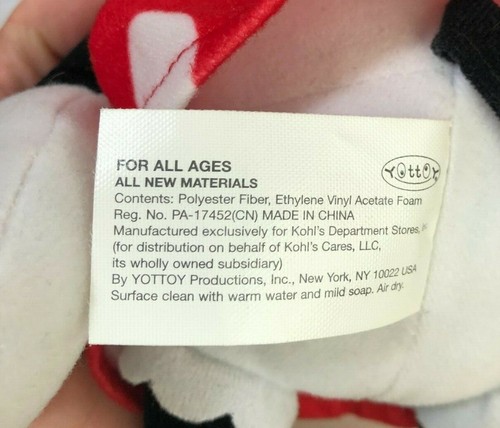 FOR ALL AGES
YOttOY
ALL NEW MATERIALS
Contents: Polyester Fiber, Ethylene Vinyl Acetate Foam
Reg. No. PA-17452(CN) MADE IN CHINA
Manufactured exclusively for Kohl's Department Stores,
(for distribution on behalf of Kohl's Cares, LLC,
its wholly owned subsidiary)
By YOTTOY Productions, Inc., New York, NY 10022 USA
Surface clean with warm water and mild soap. Air dry.